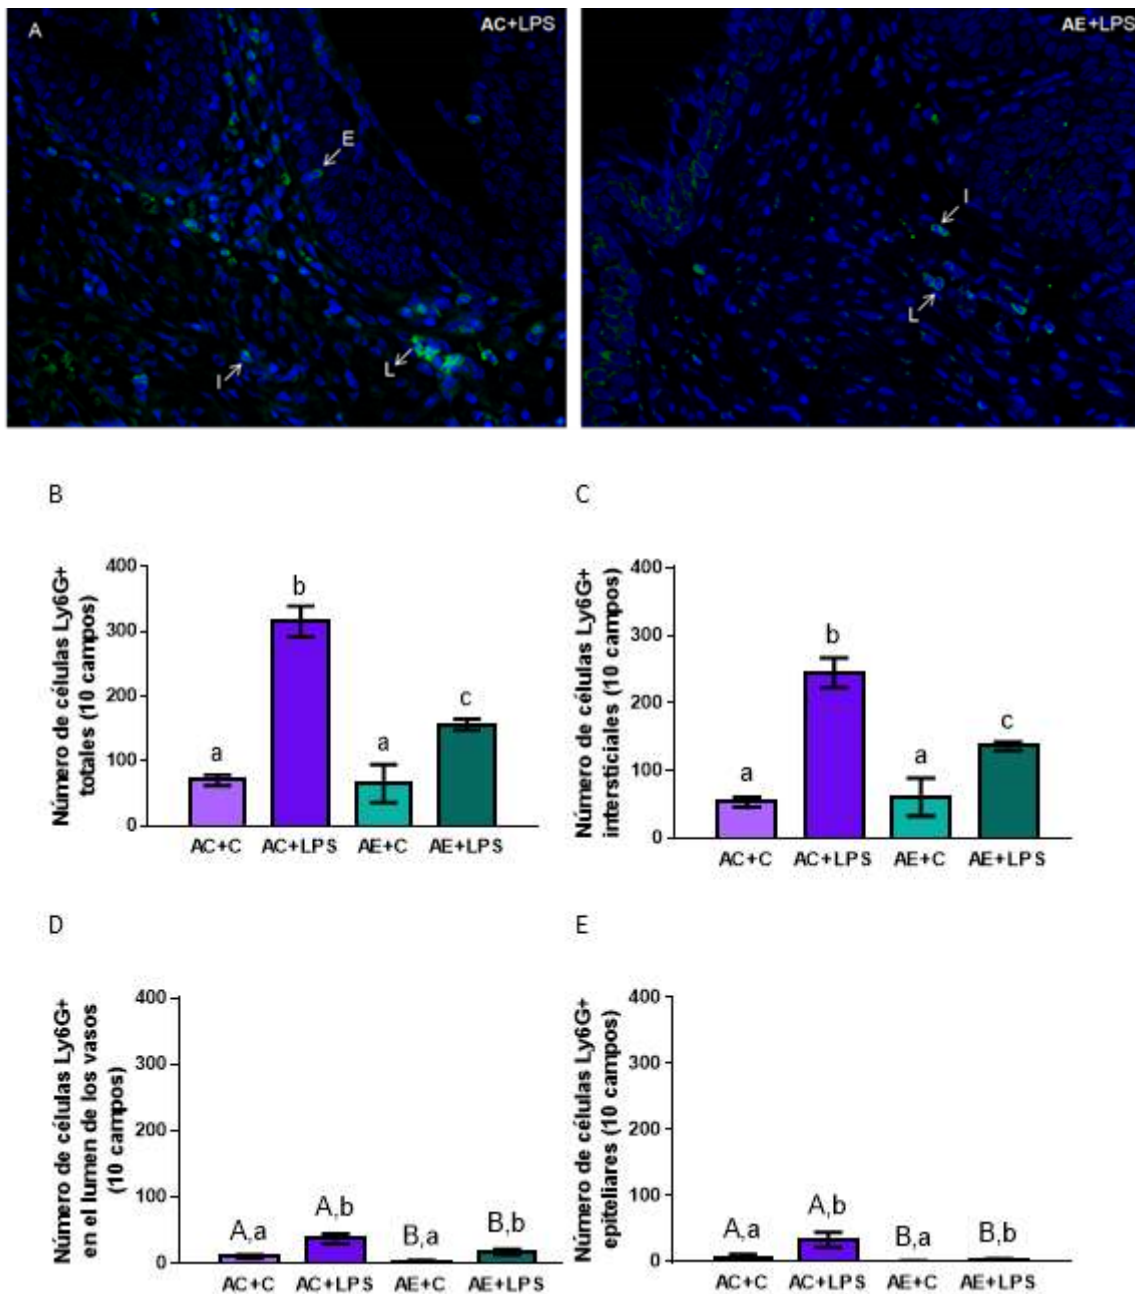 A
AC+LPS
E
I
L
AE+LPS
I
L
B
Número de células Ly6G+
totales (10 campos)
400
300
200
100
0
a
b
a
c
AC+C AC+LPS AE+C AE+LPS
C
Número de células Ly6G+
intersticiales (10 campos)
400
300
200
100
0
a
b
a
c
AC+C AC+LPS AE+C AE+LPS
D
Número de células Ly6G+
en el lumen de los vasos
(10 campos)
400
300
200
100
0
A,a
A,b
B,a
B,b
AC+C AC+LPS AE+C AE+LPS
E
Número de células Ly6G+
epiteliares (10 campos)
400
300
200
100
0
A,a
A,b
B,a
B,b
AC+C AC+LPS AE+C AE+LPS